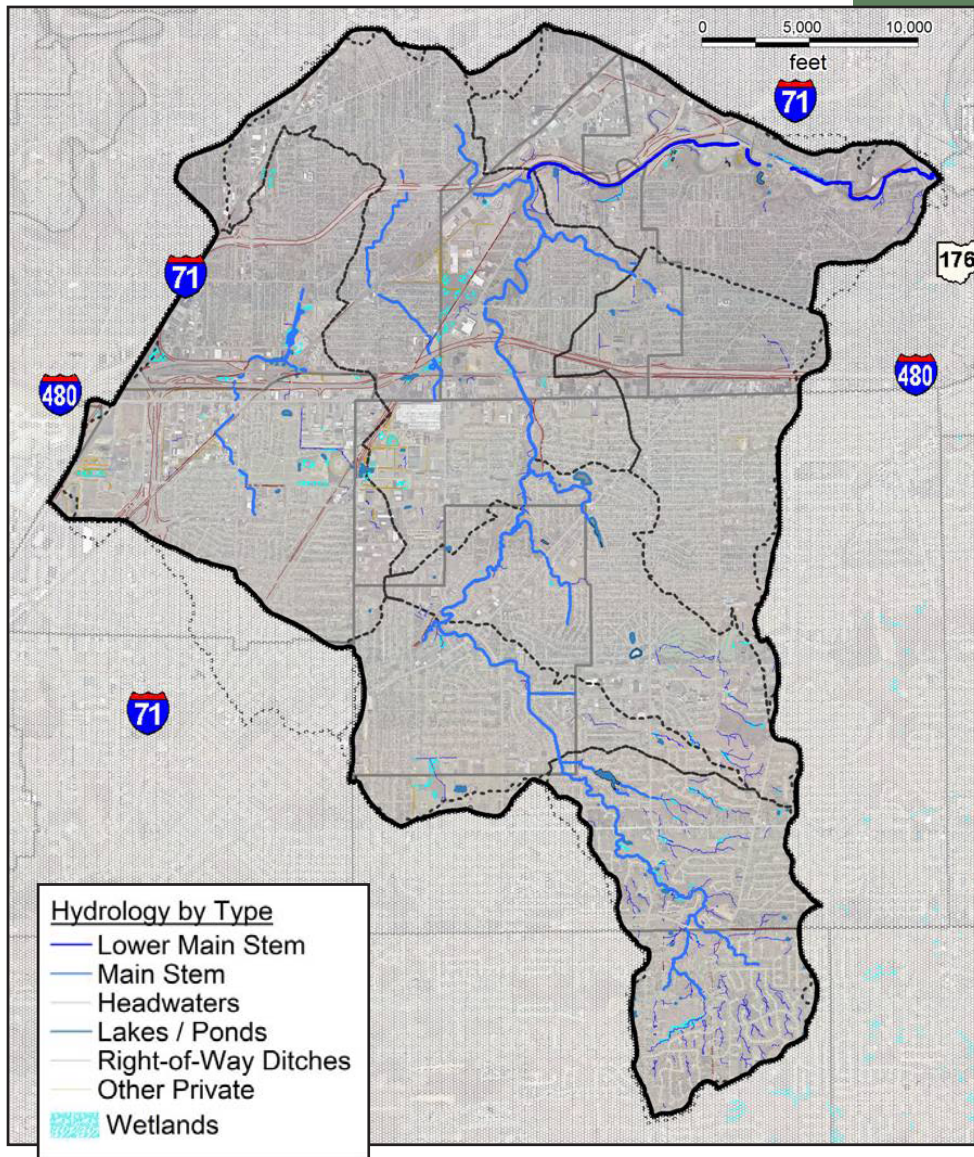 0 5,000 10,000
feet
71
176
71
480
480
71
Hydrology by Type
Lower Main Stem
Main Stem
Headwaters
Lakes / Ponds
Right-of-Way Ditches
Other Private
Wetlands